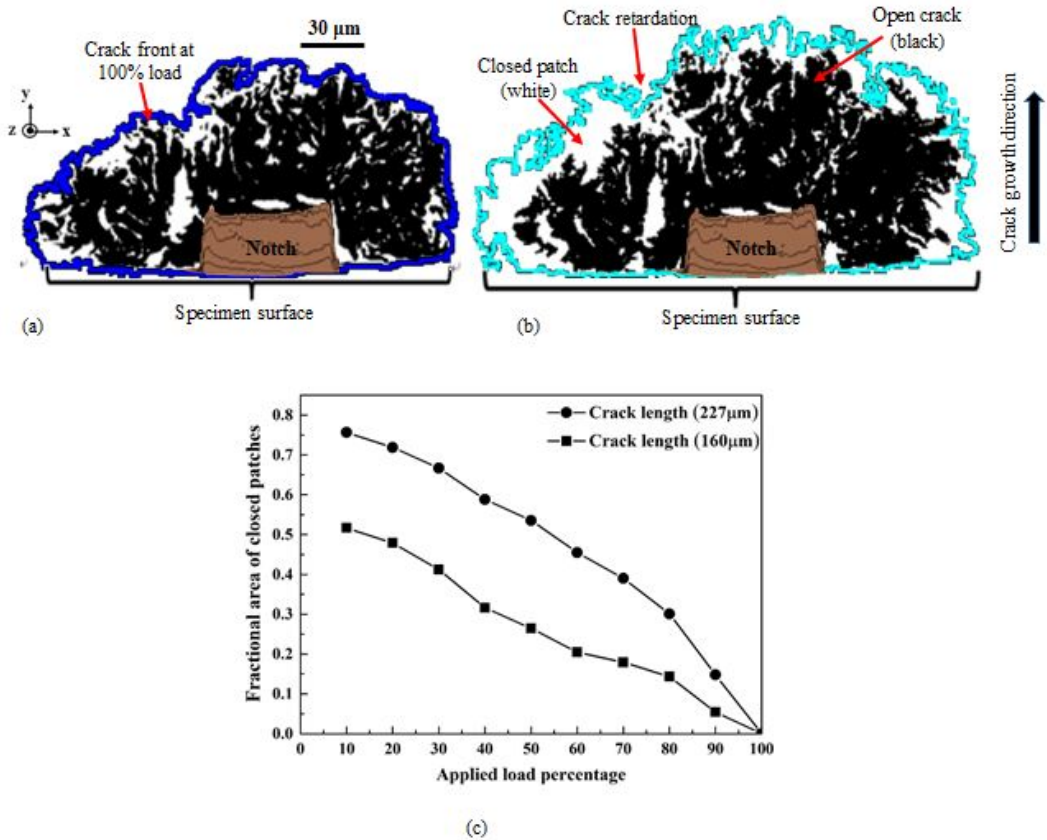 30 μm
Crack front at
100% load
y
z
x
Notch
Specimen surface
(a)
Crack retardation
Open crack
(black)
Closed patch
(white)
Notch
Specimen surface
(b)
Crack growth direction
Crack length (227μm)
Crack length (160μm)
Fractional area of closed patches
0.8
0.7
0.6
0.5
0.4
0.3
0.2
0.1
0.0
0 10 20 30 40 50 60 70 80 90 100
Applied load percentage
(c)